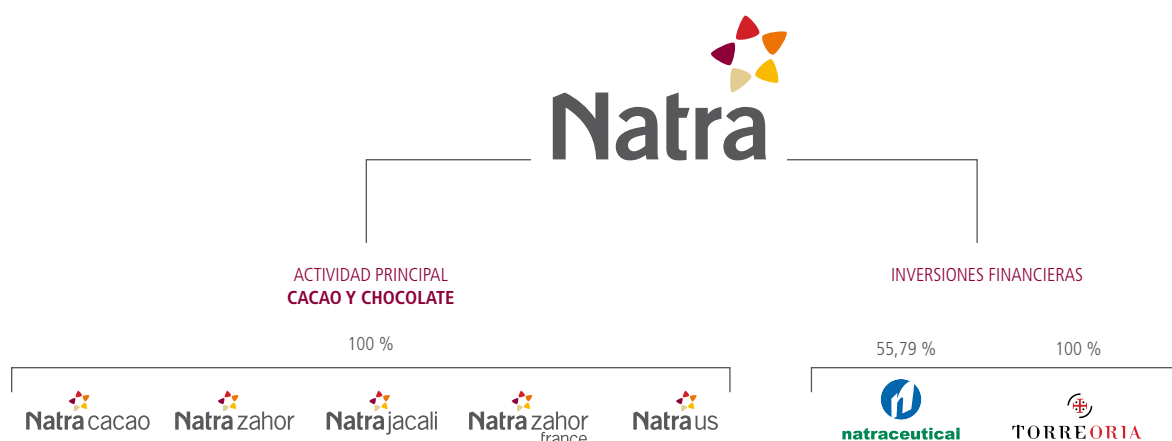 Natra
ACTIVIDAD PRINCIPAL
CACAO Y CHOCOLATE
INVERSIONES FINANCIERAS
100 %
55,79 %
100 %
Natra cacao
Natra zahor
Natra jacali
Natra zahor
france
Natra us
natraceutical
TORREORIA